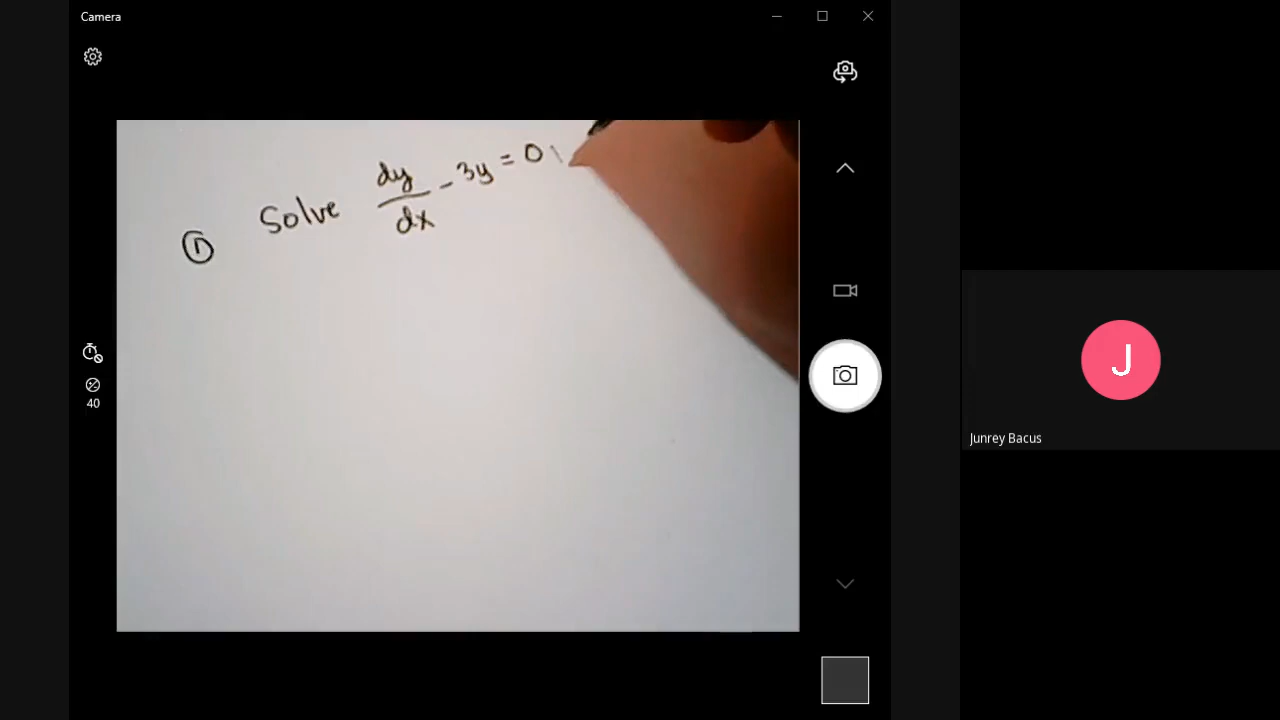 Camera
① Solve dy/dx - 3y = 0
40
J
Junrey Bacus